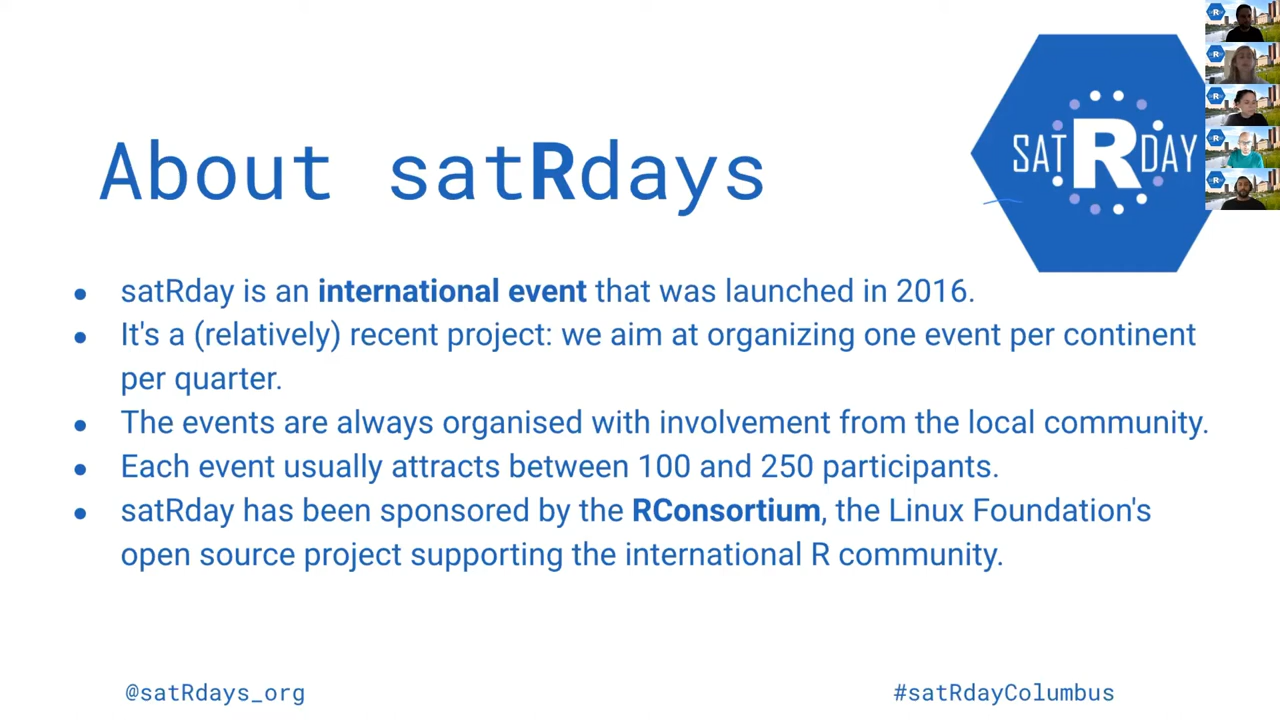 About satRdays
SAT R DAY
● satRday is an international event that was launched in 2016.
● It's a (relatively) recent project: we aim at organizing one event per continent
per quarter.
● The events are always organised with involvement from the local community.
● Each event usually attracts between 100 and 250 participants.
● satRday has been sponsored by the RConsortium, the Linux Foundation's
open source project supporting the international R community.
@satRdays_org
#satRdayColumbus